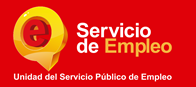 e
Servicio
de Empleo
Unidad del Servicio Público de Empleo